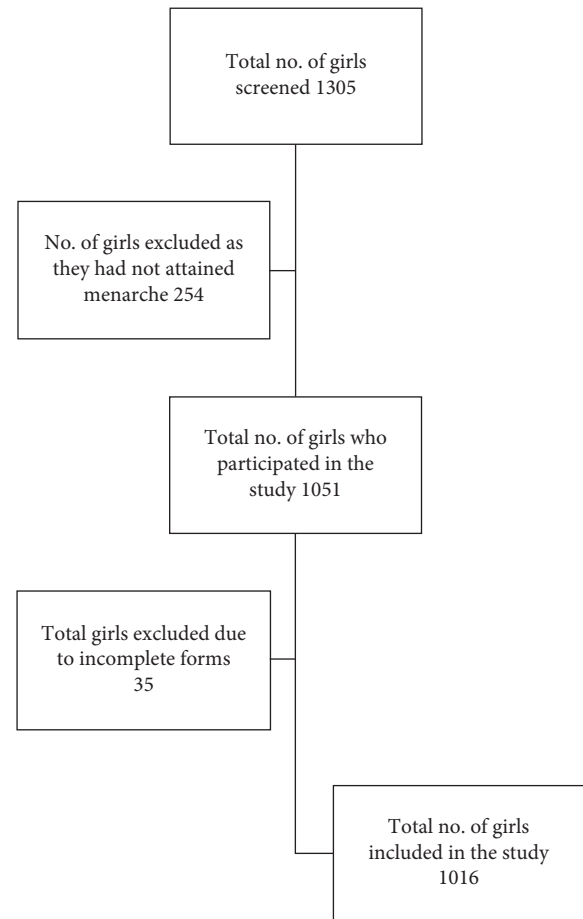 Total no. of girls
screened 1305
No. of girls excluded as
they had not attained
menarche 254
Total no. of girls who
participated in the
study 1051
Total girls excluded due
to incomplete forms
35
Total no. of girls
included in the study
1016